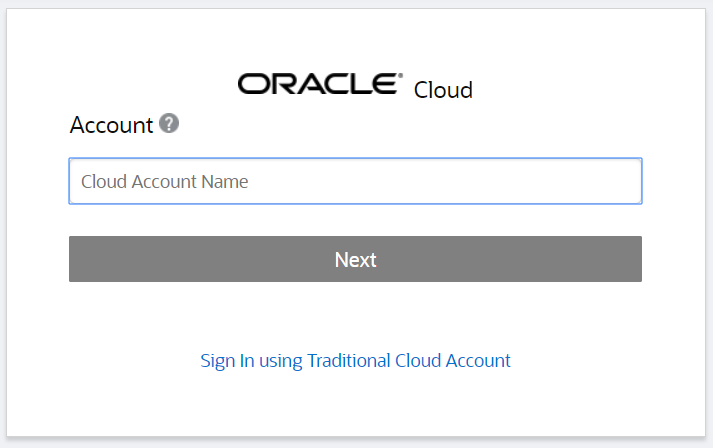 ORACLE® Cloud
Account ?
Cloud Account Name
Next
Sign In using Traditional Cloud Account